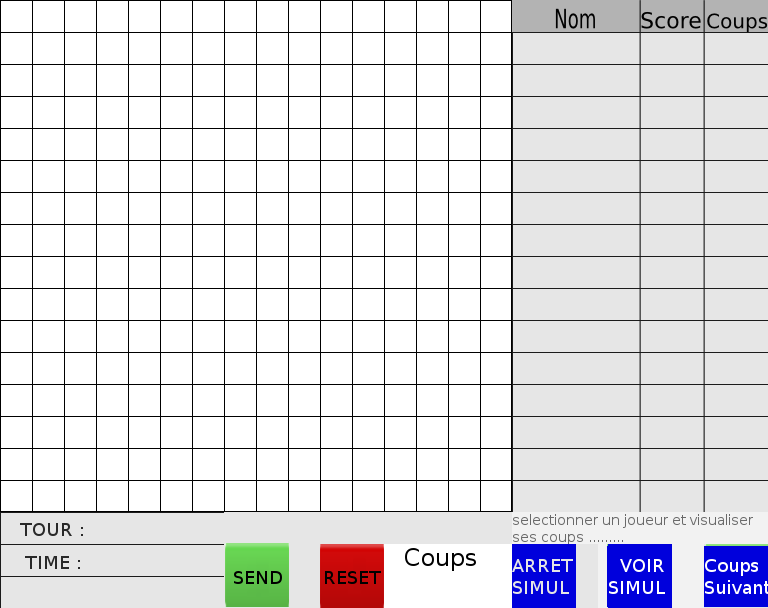 Nom Score Coups
selectionner un joueur et visualiser
ses coups .........
TOUR :
TIME :
SEND
RESET
Coups
ARRET
SIMUL
VOIR
SIMUL
Coups
Suivant